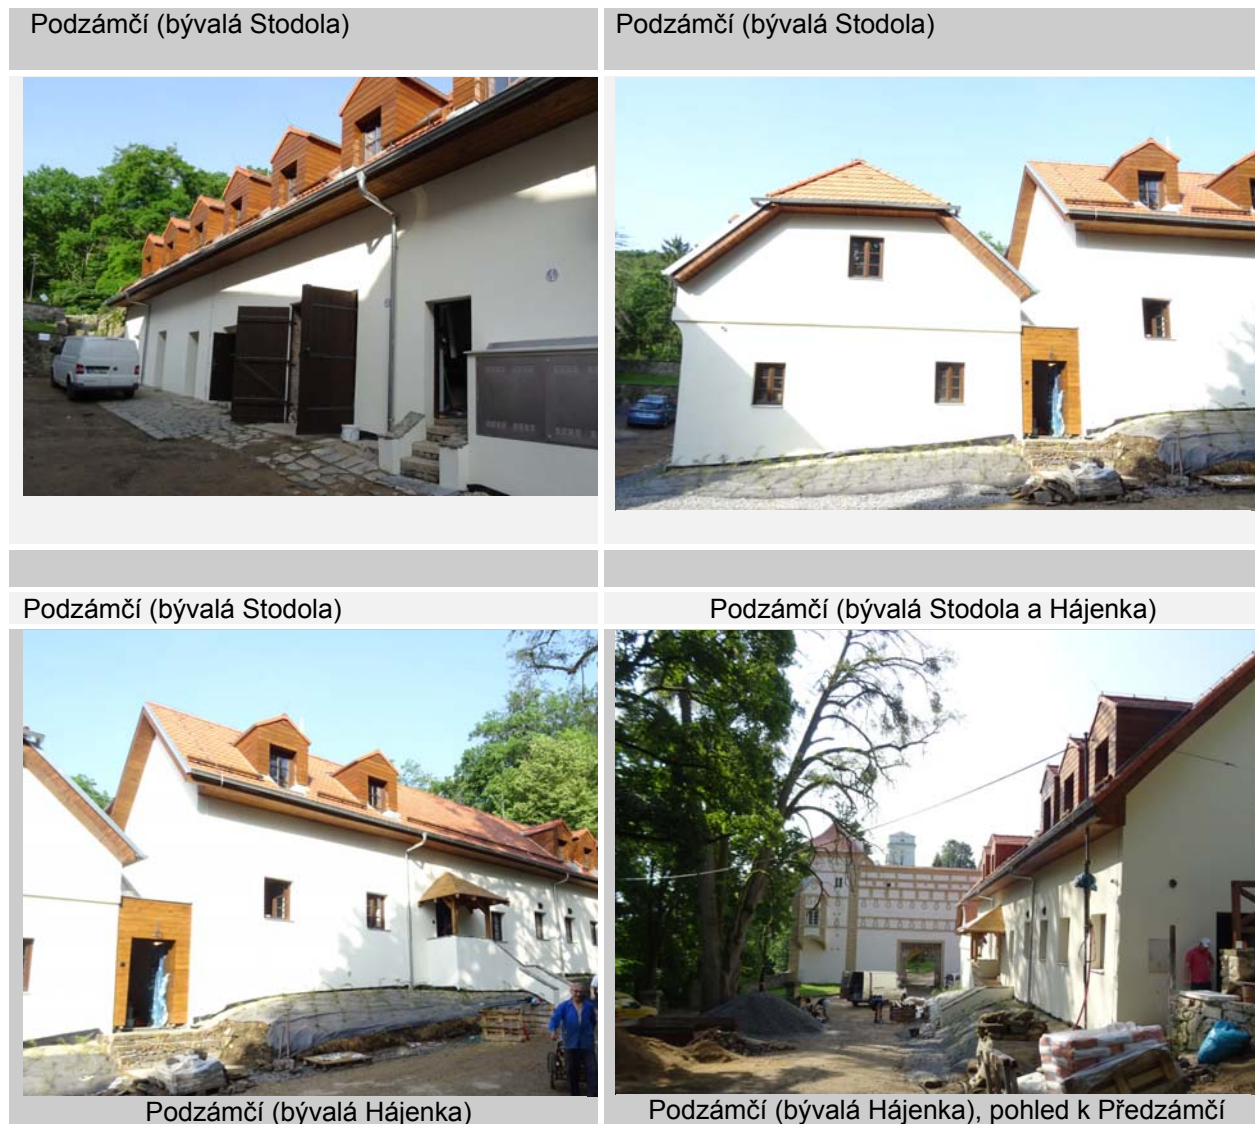 Podzámčí (bývalá Stodola)
Podzámčí (bývalá Stodola)
Podzámčí (bývalá Stodola)
Podzámčí (bývalá Stodola a Hájenka)
Podzámčí (bývalá Hájenka)
Podzámčí (bývalá Hájenka), pohled k Předzámčí